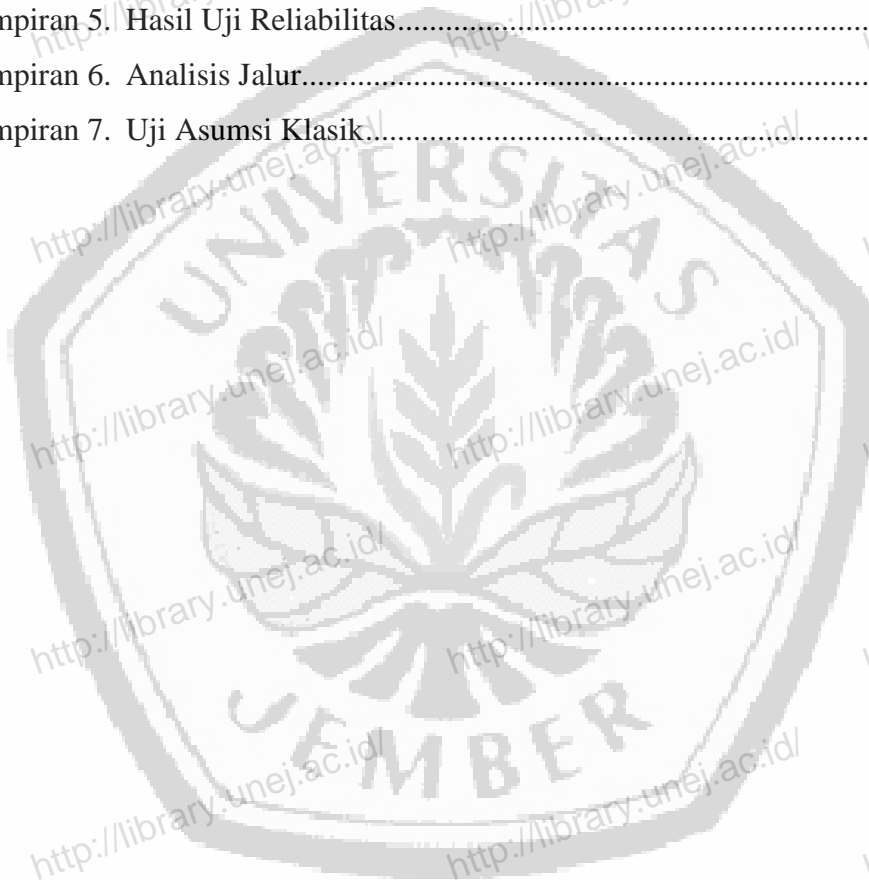 mpiran 5. Hasil Uji Reliabilitas
mpiran 6. Analisis Jalur
mpiran 7. Uji Asumsi Klasik
UNIVERSITAS
JEMBER
http://library.unej.ac.id/
http://library.unej.ac.id/
http://library.unej.ac.id/
http://library.unej.ac.id/
http://library.unej.ac.id/
http://library.unej.ac.id/
http://library.unej.ac.id/
http://library.unej.ac.id/